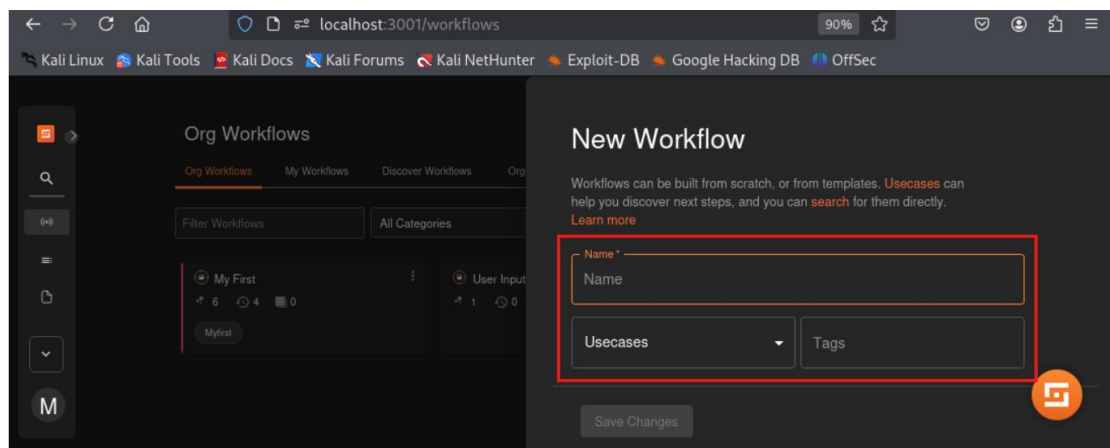 localhost:3001/workflows
90%
Kali Linux Kali Tools Kali Docs Kali Forums Kali NetHunter Exploit-DB Google Hacking DB OffSec
Org Workflows
Org Workflows My Workflows Discover Workflows Org
Filter Workflows All Categories
My First
6 4 0
Myfirst
User Input
1 0
M
New Workflow
Workflows can be built from scratch, or from templates. Usecases can
help you discover next steps, and you can search for them directly.
Learn more
Name *
Name
Usecases Tags
Save Changes